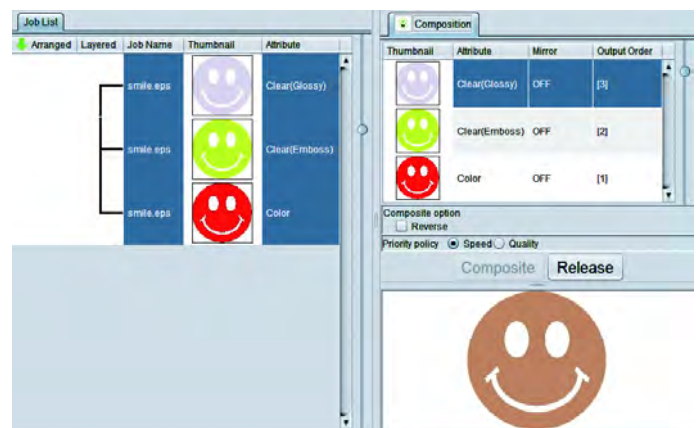 Job List
Arranged Layered Job Name Thumbnail Attribute
smile.eps Clear(Glossy)
smile.eps Clear(Emboss)
smile.eps Color
Composition
Thumbnail Attribute Mirror Output Order
Clear(Glossy) OFF [3]
Clear(Emboss) OFF [2]
Color OFF [1]
Composite option
Reverse
Priority policy Speed Quality
Composite Release